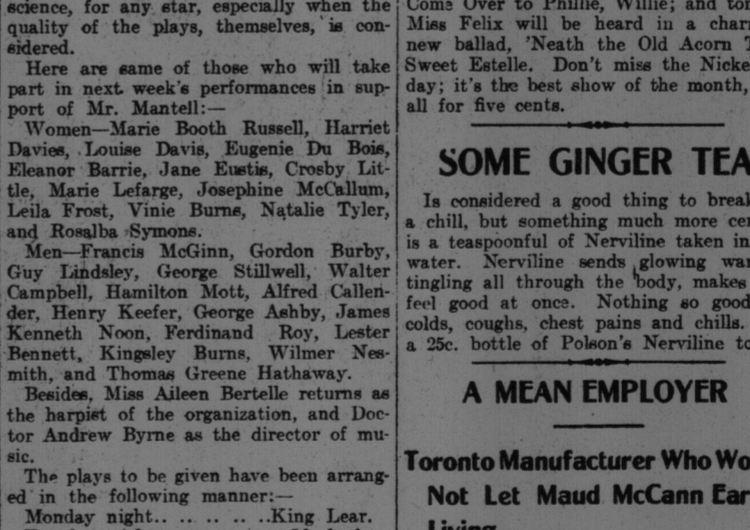 science, for any star, especially when the
quality of the plays, themselves, is con-
sidered.
Here are same of those who will take
part in next week's performances in sup-
port of Mr. Mantell:—
Women—Marie Booth Russell, Harriet
Davies, Louise Davis, Eugenie Du Bois,
Eleanor Barrie, Jane Eustis, Crosby Lit-
tle, Marie Lefarge, Josephine McCallum,
Leila Frost, Vinie Burns, Natalie Tyler,
and Rosalba Symons.
Men—Francis McGinn, Gordon Burby,
Guy Lindsley, George Stillwell, Walter
Campbell, Hamilton Mott, Alfred Callen-
der, Henry Keefer, George Ashby, James
Kenneth Noon, Ferdinand Roy, Lester
Bennett, Kingsley Burns, Wilmer Nes-
mith, and Thomas Greene Hathaway.
Besides, Miss Aileen Bertelle returns as
the harpist of the organization, and Doc-
tor Andrew Byrne as the director of mu-
sic.
The plays to be given have been arrang-
ed in the following manner:—
Monday night.. .. .. .. ..King Lear.
Come Over to Phillie, Willie; and
Miss Felix will be heard in a
new ballad, 'Neath the Old Acorn
Sweet Estelle. Don't miss the
day; it's the best show of the month,
all for five cents.
SOME GINGER TEA
Is considered a good thing to
a chill, but something much more
is a teaspoonful of Nerviline taken in
water. Nerviline sends glowing
tingling all through the body, makes
feel good at once. Nothing so good
colds, coughs, chest pains and chills.
a 25c. bottle of Polson's Nerviline
A MEAN EMPLOYER
Toronto Manufacturer Who
Not Let Maud McCann
Living